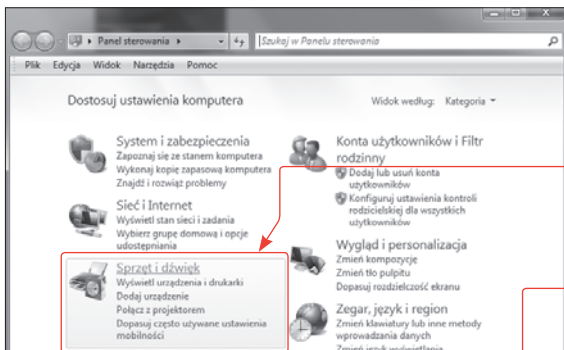 Panel sterowania
Szukaj w Panelu sterowania
Plik Edycja Widok Narzędzia Pomoc
Dostosuj ustawienia komputera
Widok według: Kategoria
System i zabezpieczenia
Zapoznaj się ze stanem komputera
Wykonaj kopię zapasową komputera
Znajdź i rozwiąż problemy
Sieć i Internet
Wyświetl stan sieci i zadania
Wybierz grupę domową i opcje
udostępniania
Sprzęt i dźwięk
Wyświetl urządzenia i drukarki
Dodaj urządzenie
Połącz z projektorem
Dopasuj często używane ustawienia
mobilności
Konta użytkowników i Filtr
rodzinny
Dodaj lub usuń konta
użytkowników
Konfiguruj ustawienia kontroli
rodzicielskiej dla wszystkich
użytkowników
Wygląd i personalizacja
Zmień kompozycję
Zmień tło pulpitu
Dopasuj rozdzielczość ekranu
Zegar, język i region
Zmień klawiatury lub inne metody
wprowadzania danych
Zmień język wyświetlania